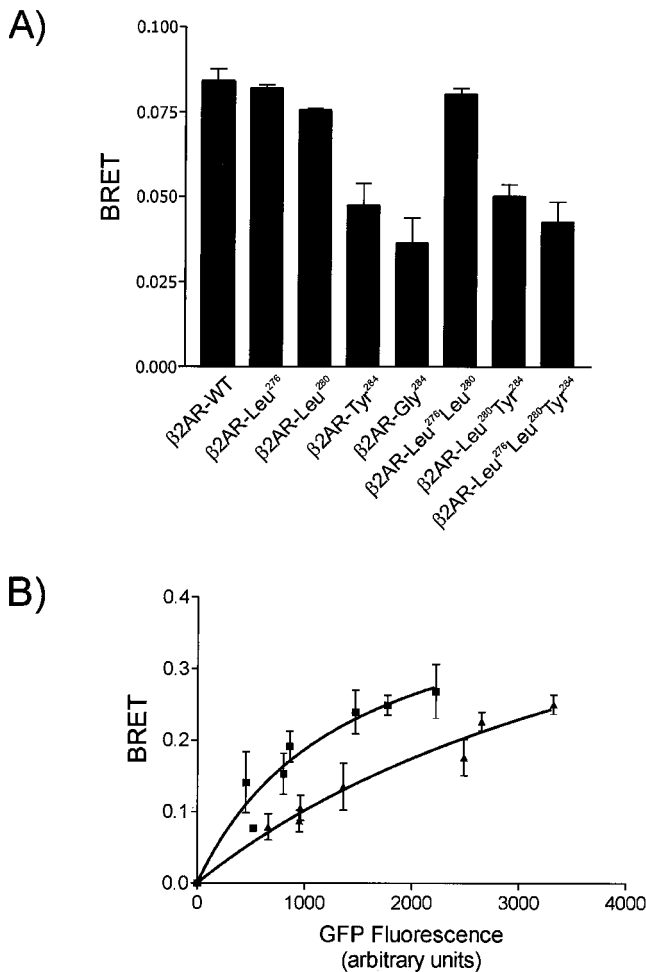 A)
0.100
0.075
0.050
0.025
0.000
BRET
β2AR-WT
β2AR-Leu²⁷⁶
β2AR-Leu²⁸⁰
β2AR-Tyr²⁸⁴
β2AR-Gly²⁸⁴
β2AR-Leu²⁷⁶Leu²⁸⁰
β2AR-Leu²⁸⁰Tyr²⁸⁴
β2AR-Leu²⁷⁶Leu²⁸⁰Tyr²⁸⁴
B)
0.4
0.3
0.2
0.1
0.0
BRET
0 1000 2000 3000 4000
GFP Fluorescence
(arbitrary units)